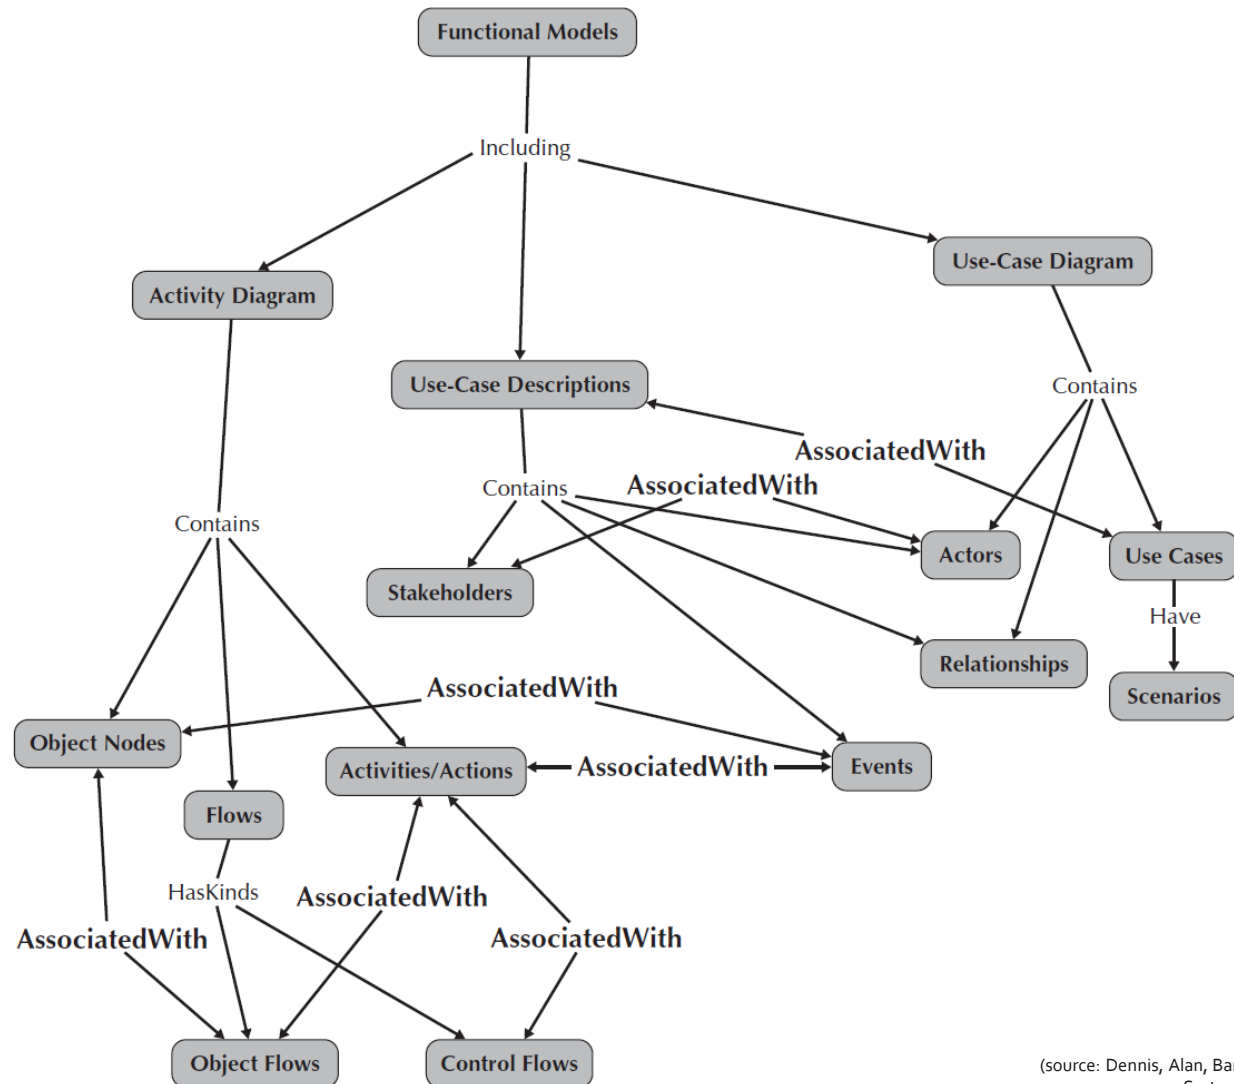 Functional Models
Including
Use-Case Diagram
Activity Diagram
Use-Case Descriptions
Contains
AssociatedWith
AssociatedWith
Contains
Contains
Actors
Use Cases
Stakeholders
Have
Relationships
AssociatedWith
Scenarios
Object Nodes
Activities/Actions
AssociatedWith
Events
Flows
HasKinds
AssociatedWith
AssociatedWith
AssociatedWith
Object Flows
Control Flows
(source: Dennis, Alan,